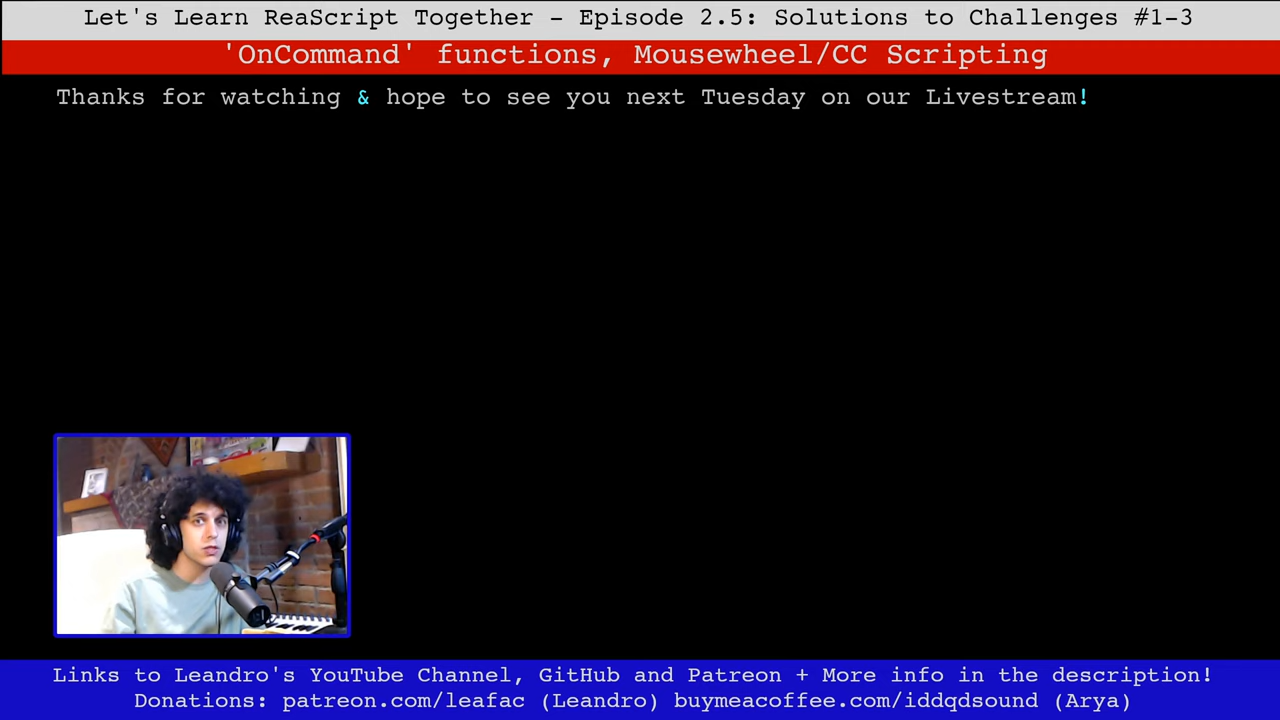 Let's Learn ReaScript Together - Episode 2.5: Solutions to Challenges #1-3
'OnCommand' functions, Mousewheel/CC Scripting
Thanks for watching & hope to see you next Tuesday on our Livestream!
Links to Leandro's YouTube Channel, GitHub and Patreon + More info in the description!
Donations: patreon.com/leafac (Leandro) buymeacoffee.com/iddqdsound (Arya)